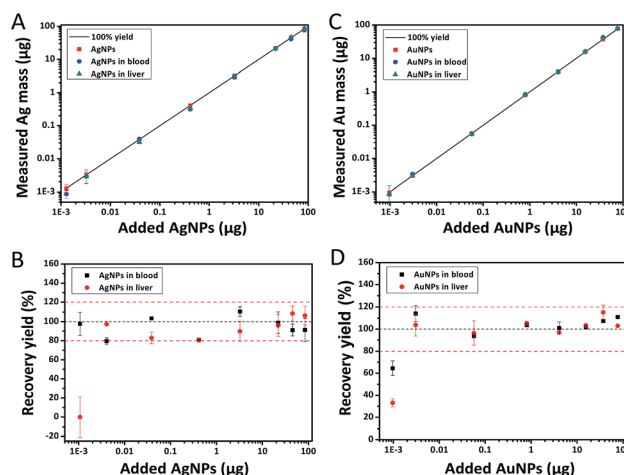 A
Measured Ag mass (µg)
100
10
1
0.1
0.01
1E-3
100% yield
AgNPs
AgNPs in blood
AgNPs in liver
1E-3 0.01 0.1 1 10 100
Added AgNPs (µg)
C
Measured Au mass (µg)
100
10
1
0.1
0.01
1E-3
100% yield
AuNPs
AuNPs in blood
AuNPs in liver
1E-3 0.01 0.1 1 10 100
Added AuNPs (µg)
B
Recovery yield (%)
160
140
120
100
80
60
40
20
0
-20
AgNPs in blood
AgNPs in liver
1E-3 0.01 0.1 1 10 100
Added AgNPs (µg)
D
Recovery yield (%)
160
140
120
100
80
60
40
20
0
AuNPs in blood
AuNPs in liver
1E-3 0.01 0.1 1 10 100
Added AuNPs (µg)